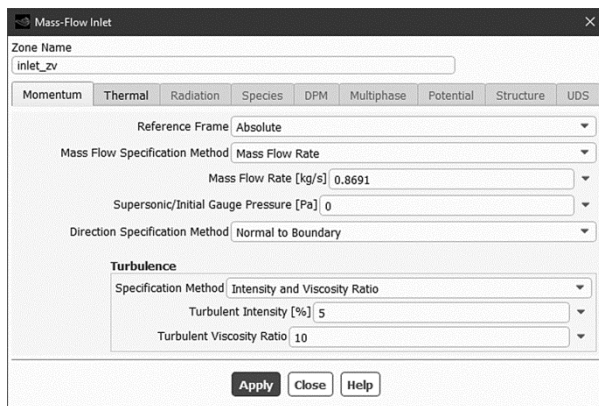 Mass-Flow Inlet
Zone Name
inlet_zv
Momentum Thermal Radiation Species DPM Multiphase Potential Structure UDS
Reference Frame Absolute
Mass Flow Specification Method Mass Flow Rate
Mass Flow Rate [kg/s] 0.8691
Supersonic/Initial Gauge Pressure [Pa] 0
Direction Specification Method Normal to Boundary
Turbulence
Specification Method Intensity and Viscosity Ratio
Turbulent Intensity [%] 5
Turbulent Viscosity Ratio 10
Apply Close Help